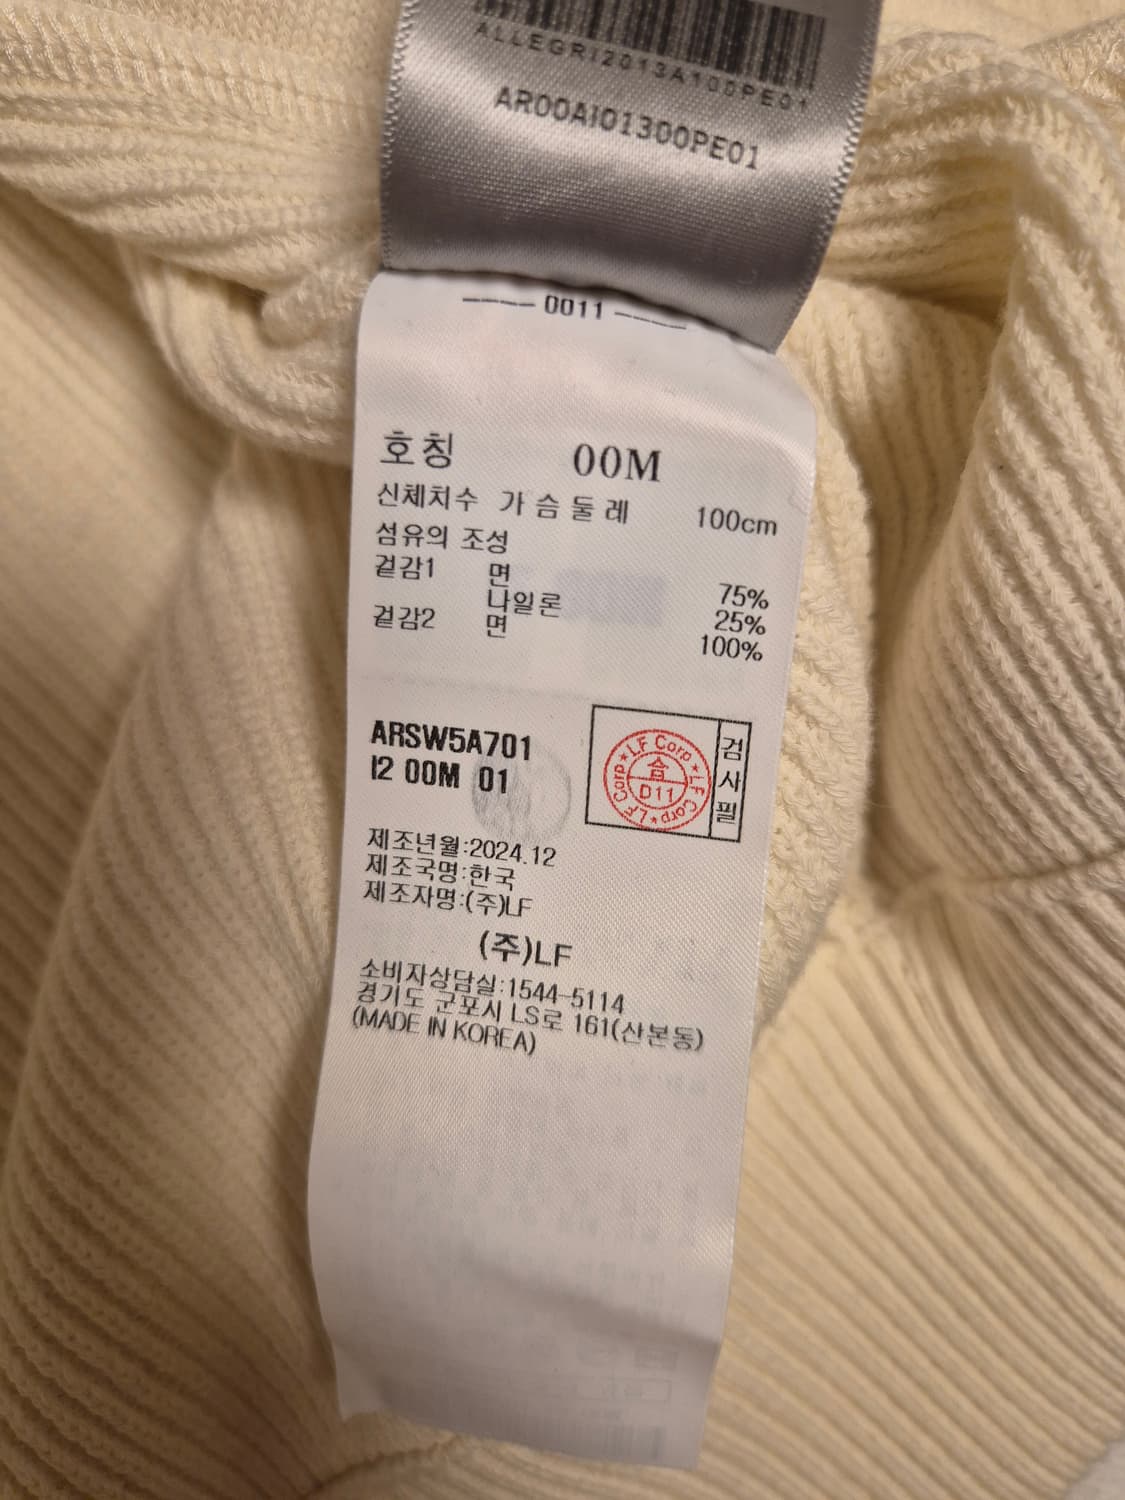 ALLEGRI2013A100PE01
AR00AI01300PE01
---- 0011 ----
호칭 00M
신체치수 가슴둘레 100cm
섬유의 조성
겉감1 면 75%
나일론 25%
겉감2 면 100%
ARSW5A701
I2 00M 01
LF Corp ★ LF Corp ★ LF Corp ★
合
D11
검사필
제조년월:2024.12
제조국명:한국
제조자명:(주)LF
(주)LF
소비자상담실:1544-5114
경기도 군포시 LS로 161(산본동)
(MADE IN KOREA)